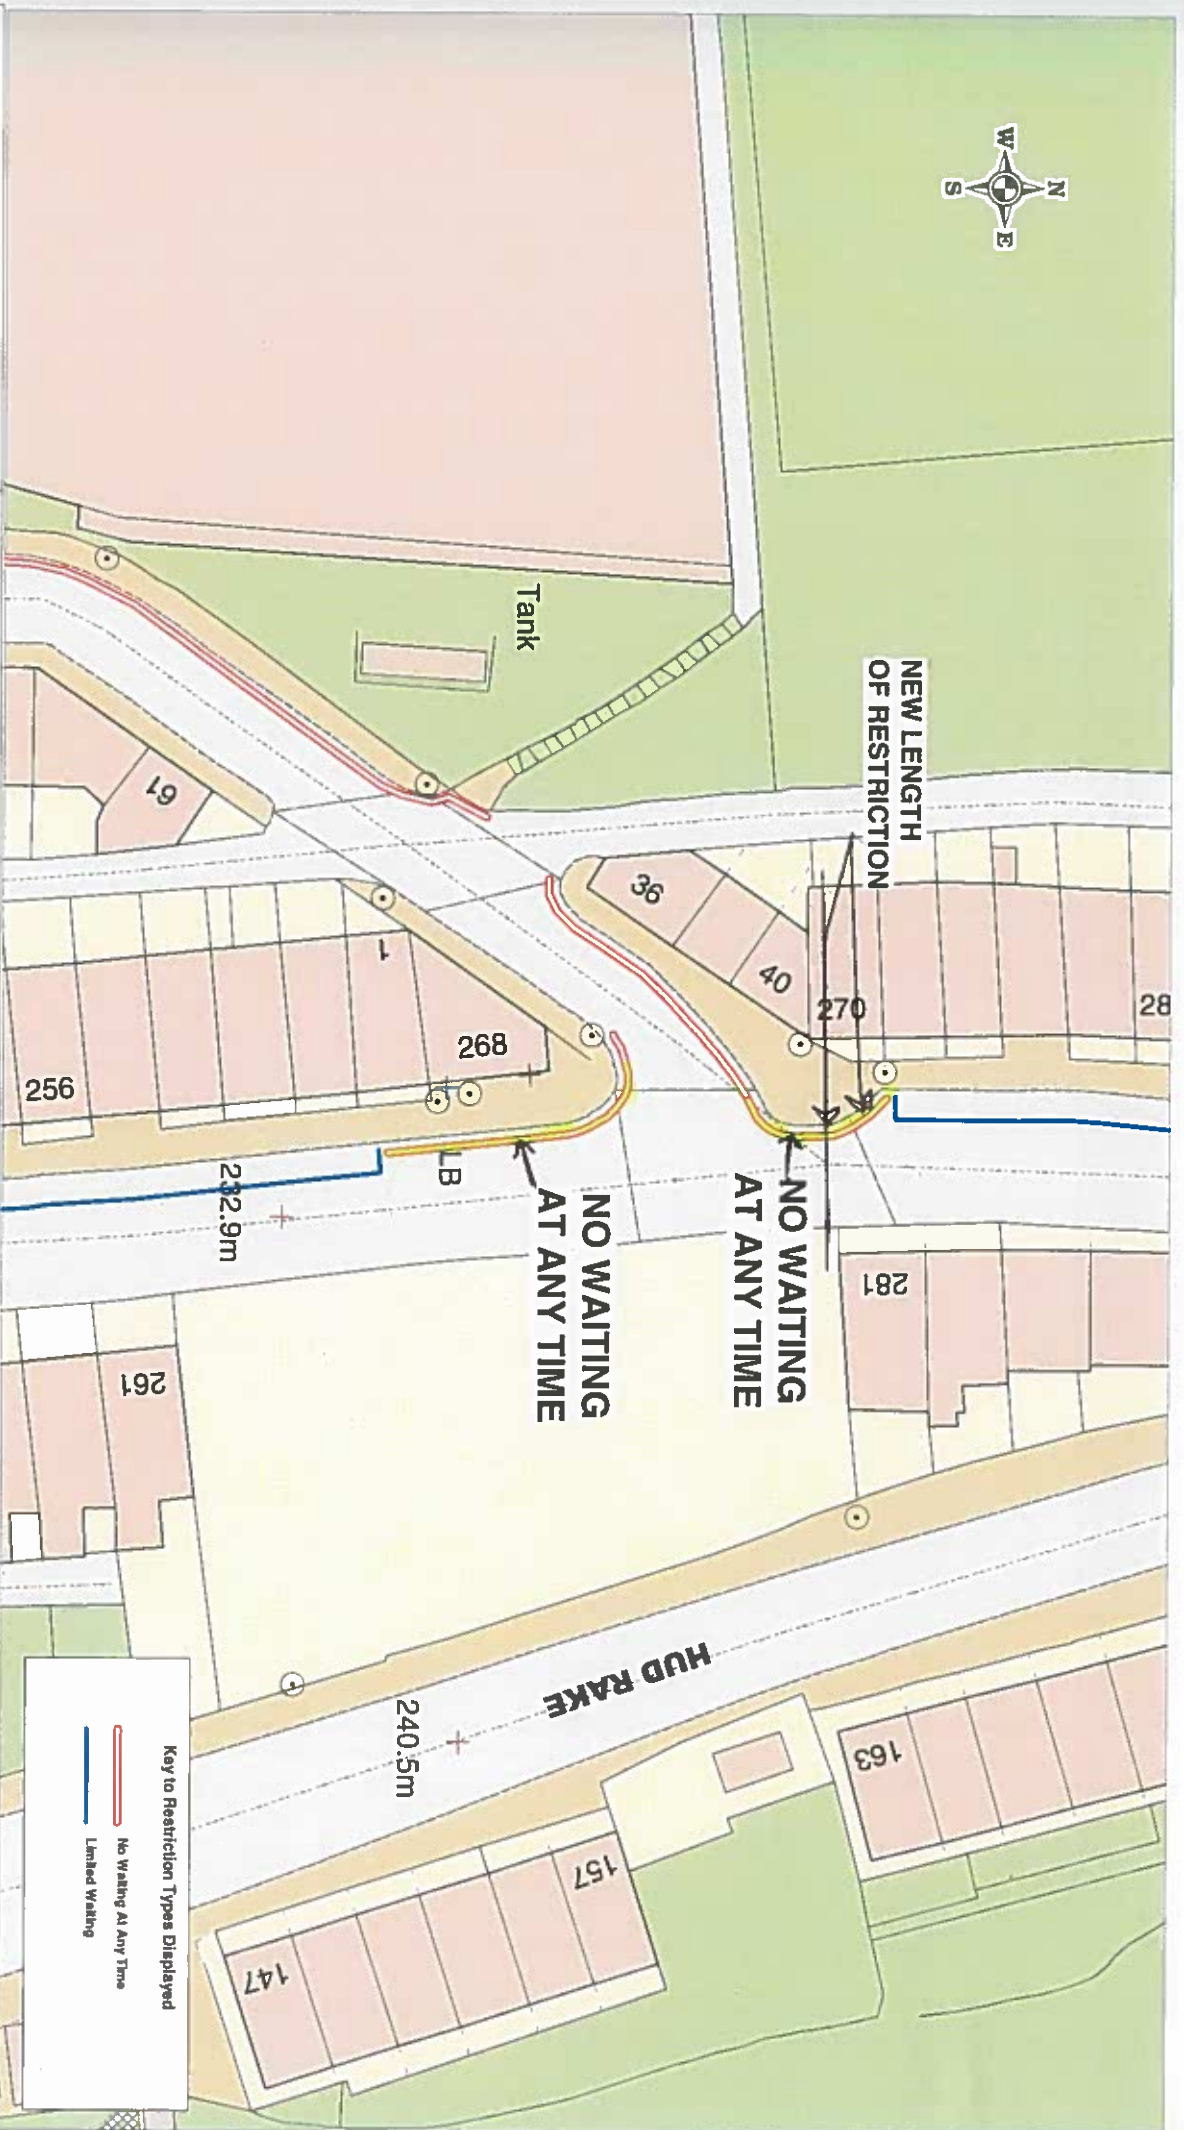 N
W
E
S
NEW LENGTH
OF RESTRICTION
Tank
61
36
40
270
28
1
268
256
LB
232.9m
NO WAITING
AT ANY TIME
NO WAITING
AT ANY TIME
281
261
HUD RAKE
240.5m
163
157
147
Key to Restriction Types Displayed
No Waiting At Any Time
Limited Waiting